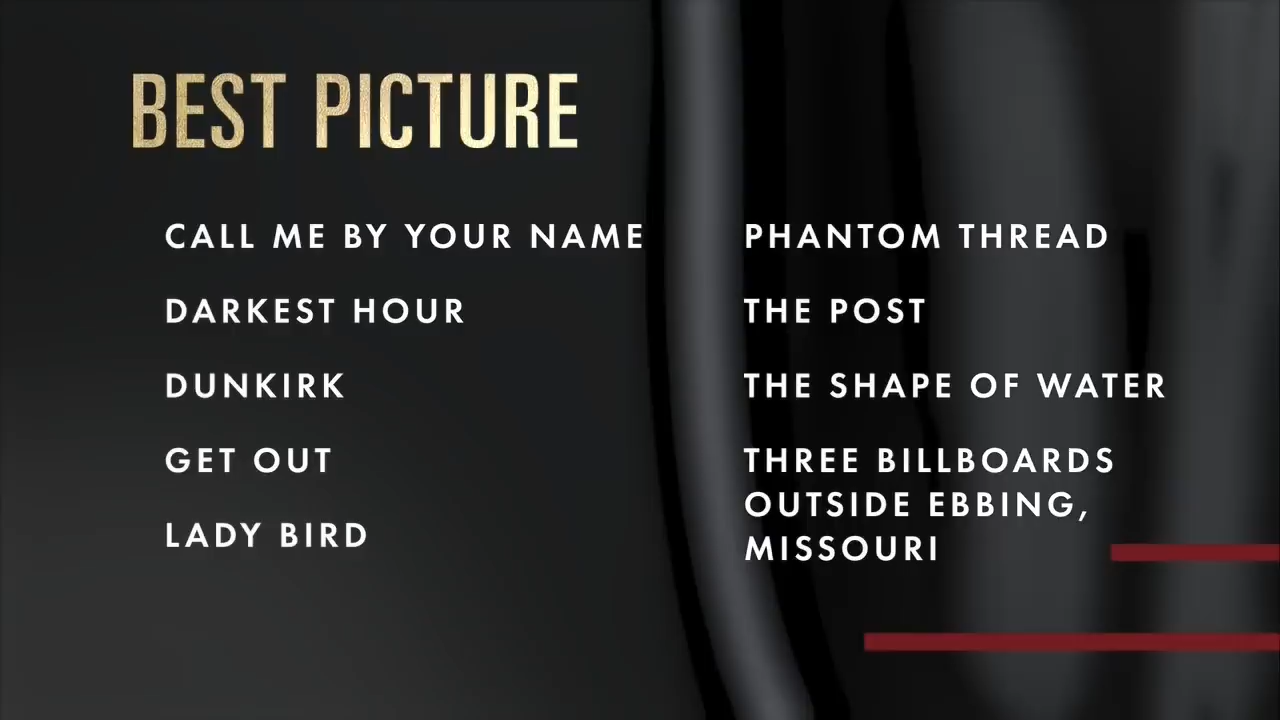 BEST PICTURE
CALL ME BY YOUR NAME
DARKEST HOUR
DUNKIRK
GET OUT
LADY BIRD
PHANTOM THREAD
THE POST
THE SHAPE OF WATER
THREE BILLBOARDS
OUTSIDE EBBING,
MISSOURI